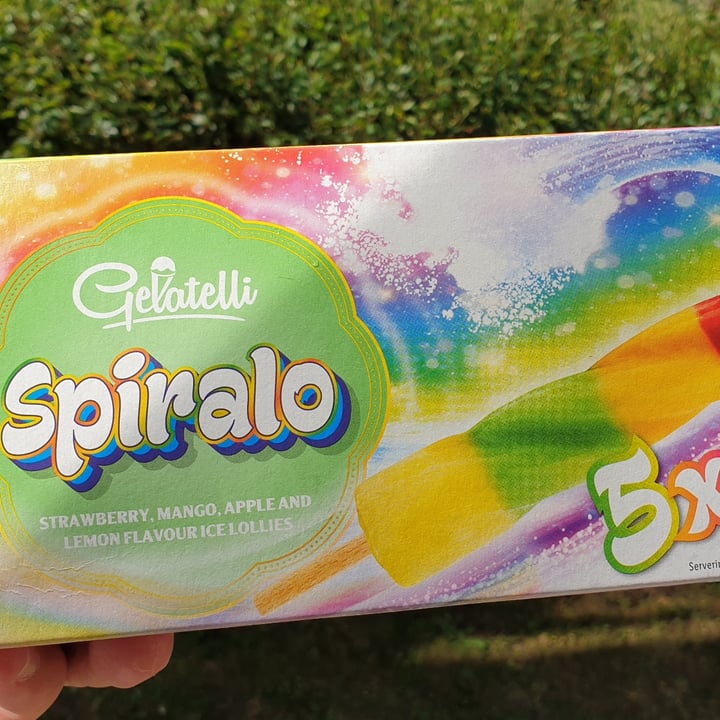 Gelatelli
spiralo
STRAWBERRY, MANGO, APPLE AND
LEMON FLAVOUR ICE LOLLIES
5x